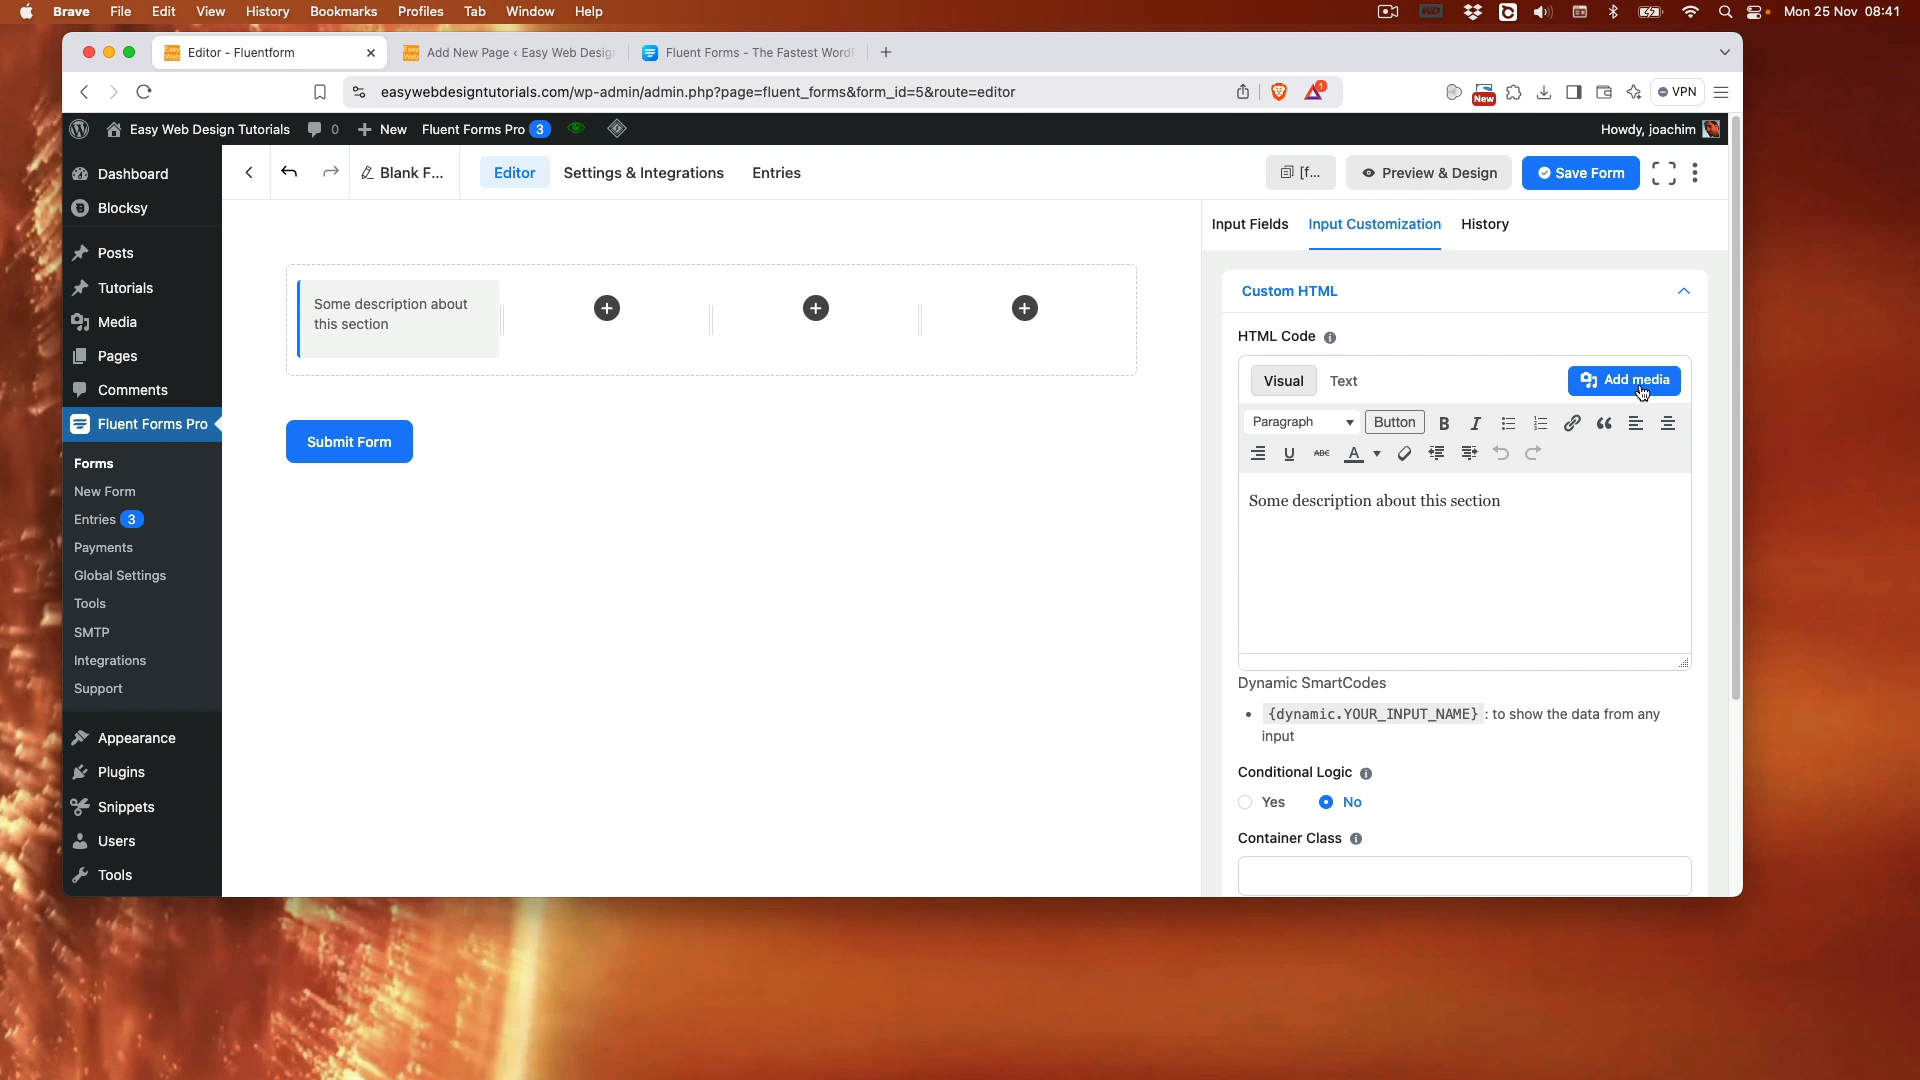 Brave File Edit View History Bookmarks Profiles Tab Window Help
Mon 25 Nov 08:41
Editor - Fluentform
Add New Page ‹ Easy Web Design
Fluent Forms - The Fastest WordP
easywebdesigntutorials.com/wp-admin/admin.php?page=fluent_forms&form_id=5&route=editor
1
New
VPN
Easy Web Design Tutorials 0 New Fluent Forms Pro 3
Howdy, joachim
Dashboard
Blocksy
Posts
Tutorials
Media
Pages
Comments
Fluent Forms Pro
Forms
New Form
Entries 3
Payments
Global Settings
Tools
SMTP
Integrations
Support
Appearance
Plugins
Snippets
Users
Tools
Blank F...
Editor
Settings & Integrations
Entries
[f...
Preview & Design
Save Form
Some description about
this section
Submit Form
Input Fields
Input Customization
History
Custom HTML
HTML Code
Visual
Text
Add media
Paragraph
Button
B I
U ABC A
Some description about this section
Dynamic SmartCodes
{dynamic.YOUR_INPUT_NAME} : to show the data from any
input
Conditional Logic
Yes
No
Container Class